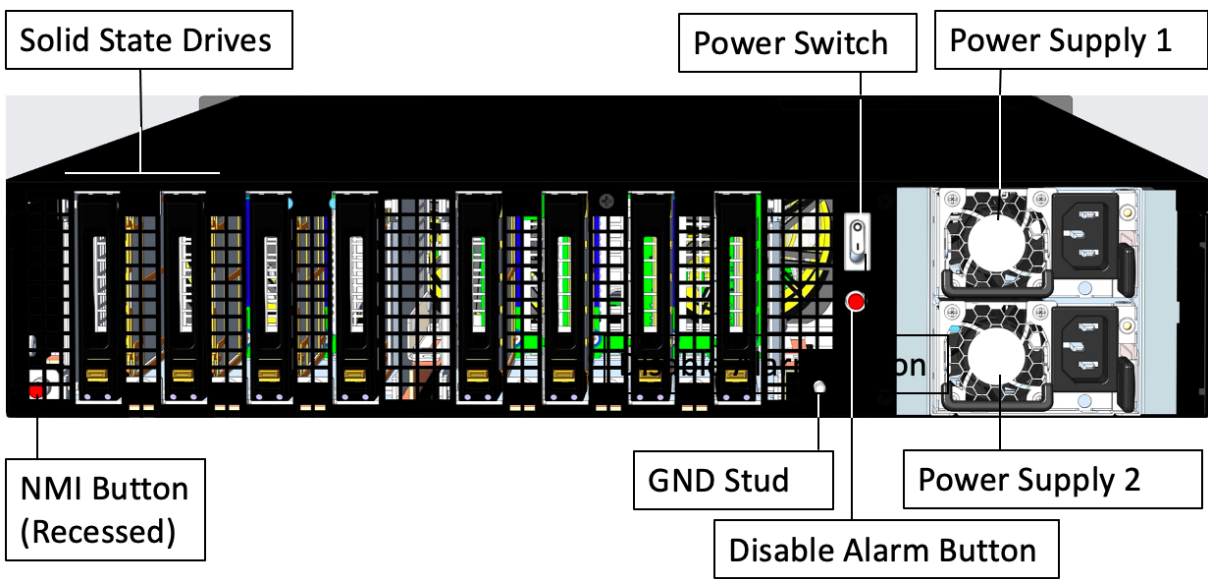 Solid State Drives
Power Switch
Power Supply 1
NMI Button
(Recessed)
GND Stud
Power Supply 2
Disable Alarm Button